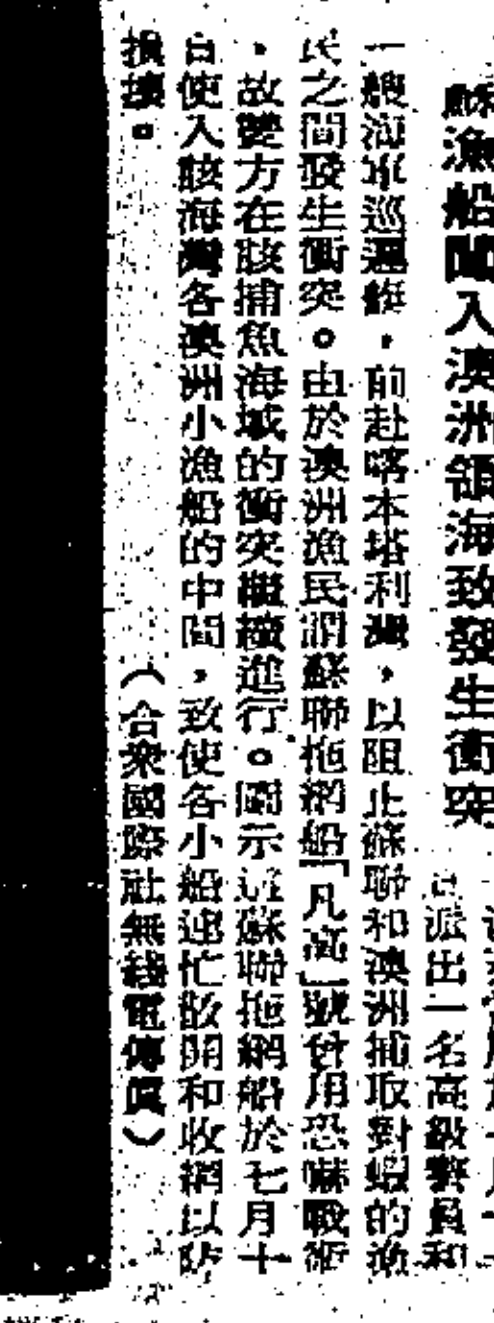 蘇漁船闖入澳洲領海致發生衝突
已派出一名高級警員和
一艘海軍巡邏艇,前赴喀本塔利灣,以阻止蘇聯和澳洲捕取對蝦的漁
民之間發生衝突。由於澳洲漁民謂蘇聯拖網船「凡高」號曾用恐嚇戰術
,故雙方在該捕魚海域的衝突繼續進行。圖示這蘇聯拖網船於七月十
日使入該海灣各澳洲小漁船的中間,致使各小船連忙散開和收網以防
損壞。 (合衆國際社無綫電傳眞)